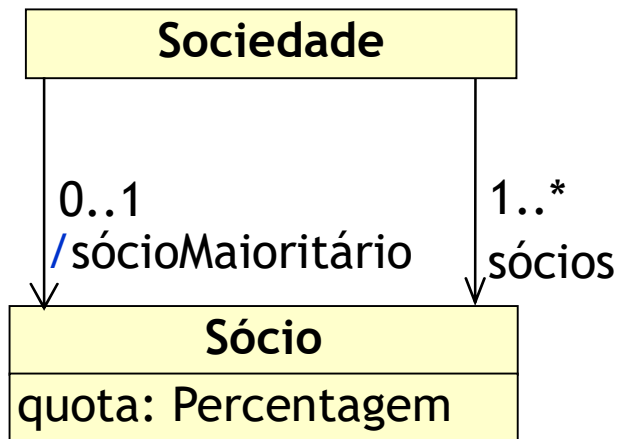 Sociedade
0..1
/sócioMaioritário
1..*
sócios
Sócio
quota: Percentagem